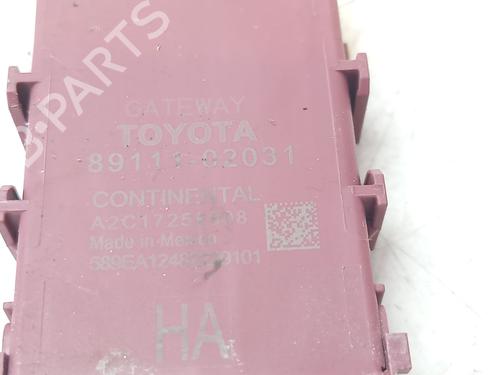 GATEWAY
TOYOTA
89111-02031
CONTINENTAL
Made in Mexico
HA
B-PARTS